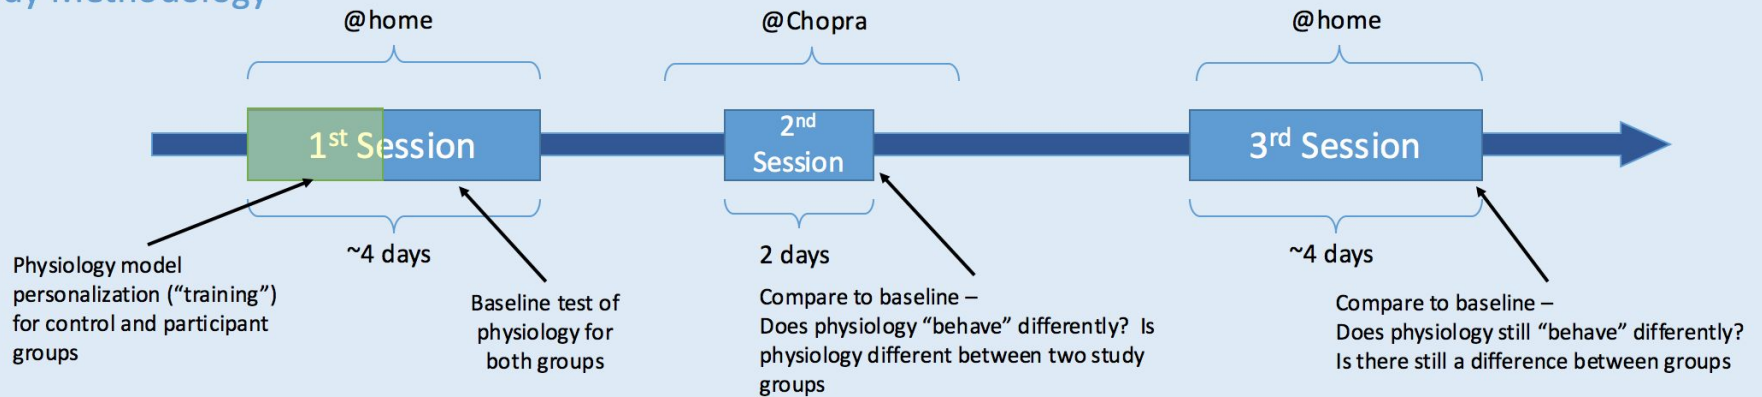 Methodology
@home
@Chopra
@home
1st Session
2nd
Session
3rd Session
~4 days
2 days
~4 days
Physiology model
personalization (“training”)
for control and participant
groups
Baseline test of
physiology for
both groups
Compare to baseline –
Does physiology “behave” differently? Is
physiology different between two study
groups
Compare to baseline –
Does physiology still “behave” differently?
Is there still a difference between groups